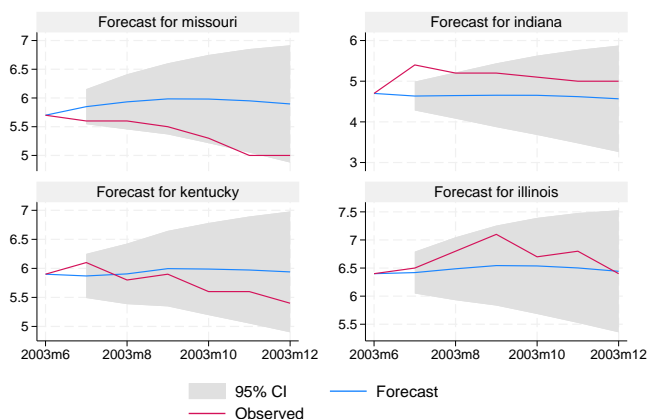 Forecast for missouri
Forecast for indiana
7
6.5
6
5.5
5
6
5
4
3
Forecast for kentucky
Forecast for illinois
7
6.5
6
5.5
5
7.5
7
6.5
6
5.5
2003m6 2003m8 2003m10 2003m12
2003m6 2003m8 2003m10 2003m12
95% CI Forecast
Observed